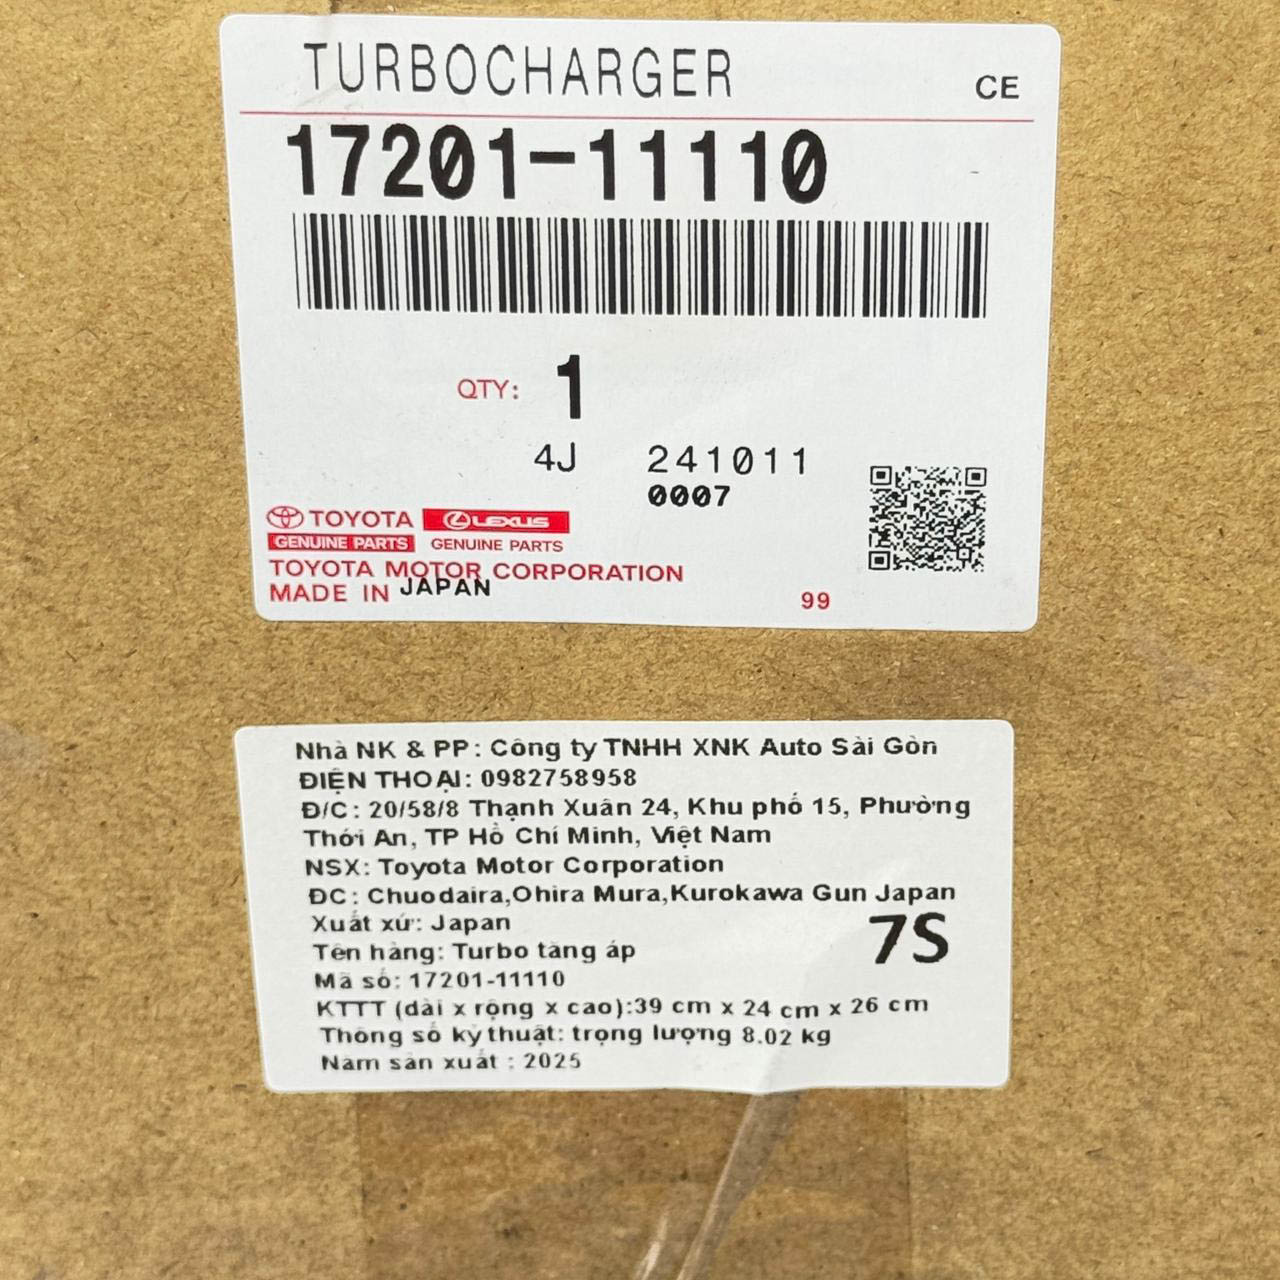 TURBOCHARGER
CE
17201-11110
QTY: 1
4J 241011
0007
TOYOTA LEXUS
GENUINE PARTS GENUINE PARTS
TOYOTA MOTOR CORPORATION
MADE IN JAPAN
99
Nhà NK & PP: Công ty TNHH XNK Auto Sài Gòn
ĐIỆN THOẠI: 0982758958
Đ/C: 20/58/8 Thạnh Xuân 24, Khu phố 15, Phường
Thới An, TP Hồ Chí Minh, Việt Nam
NSX: Toyota Motor Corporation
ĐC: Chuodaira,Ohira Mura,Kurokawa Gun Japan
Xuất xứ: Japan
7S
Tên hàng: Turbo tăng áp
Mã số: 17201-11110
KTTT (dài x rộng x cao):39 cm x 24 cm x 26 cm
Thông số kỹ thuật: trọng lượng 8.02 kg
Năm sản xuất : 2025